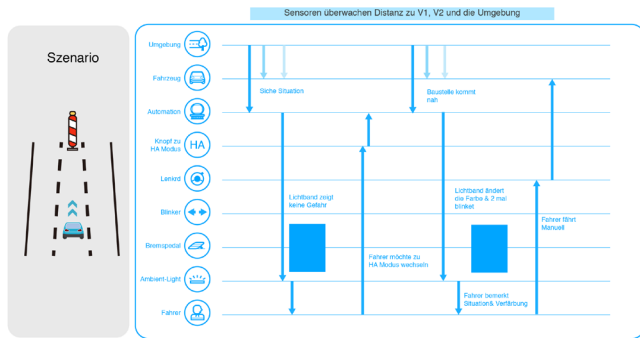 Sensoren überwachen Distanz zu V1, V2 und die Umgebung
Szenario
Umgebung
Fahrzeug
Automation
Knopf zu
HA Modus
HA
Lenkrd
Blinker
Bremspedal
Ambient-Light
Fahrer
Siche Situation
Baustelle kommt
nah
Lichtband zeigt
keine Gefahr
Lichtband ändert
die Farbe & 2 mal
blinket
Fahrer möchte zu
HA Modus wechseln
Fahrer fährt
Manuell
Fahrer bemerkt
Situation& Verfärbung